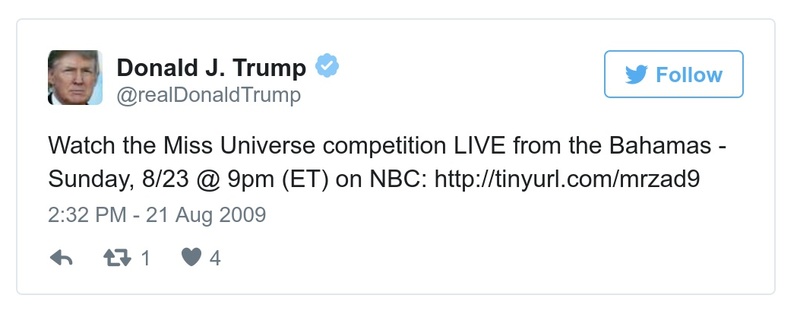 Donald J. Trump
@realDonaldTrump
Follow
Watch the Miss Universe competition LIVE from the Bahamas -
Sunday, 8/23 @ 9pm (ET) on NBC: http://tinyurl.com/mrzad9
2:32 PM - 21 Aug 2009
1 4